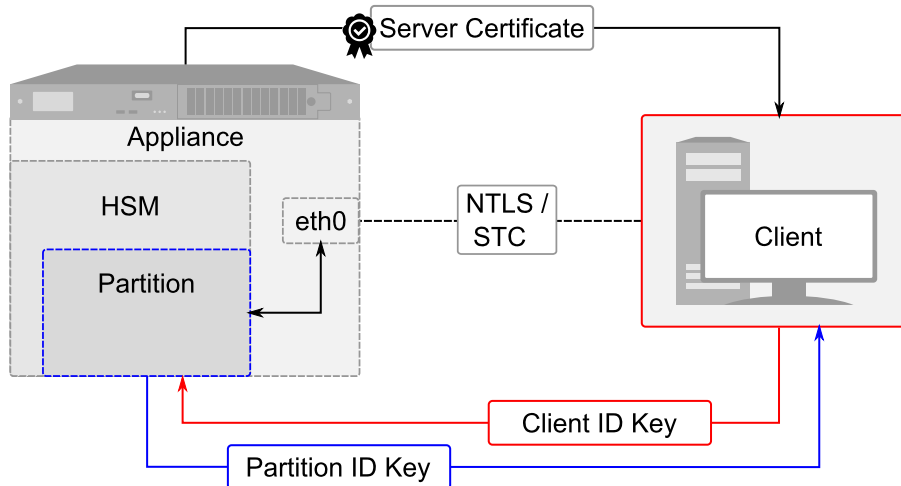 Server Certificate
Appliance
HSM
eth0
NTLS /
STC
Client
Partition
Client ID Key
Partition ID Key